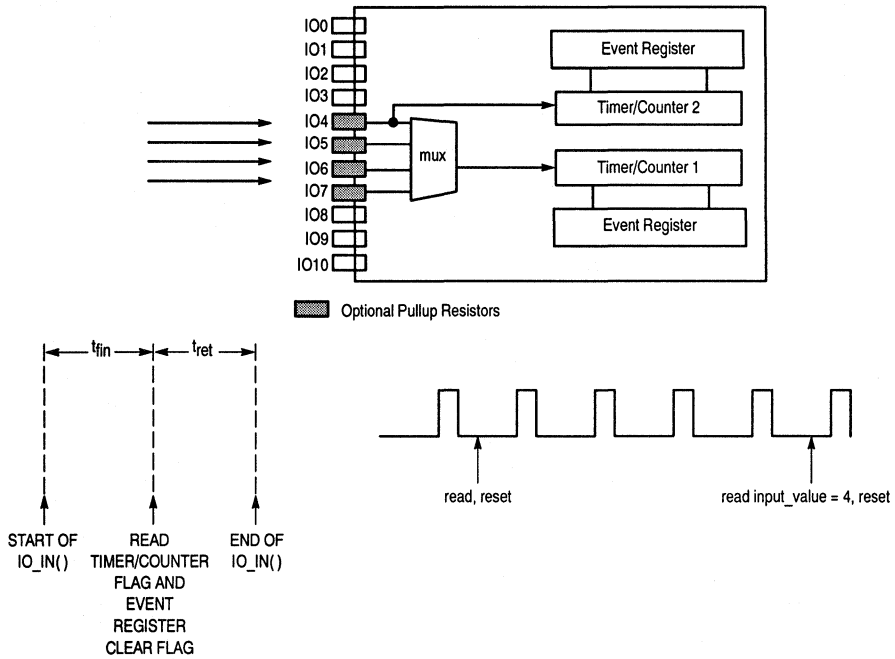 IO0
IO1
IO2
IO3
IO4
IO5
IO6
IO7
IO8
IO9
IO10
mux
Event Register
Timer/Counter 2
Timer/Counter 1
Event Register
Optional Pullup Resistors
tfin
tret
START OF
IO_IN( )
READ
TIMER/COUNTER
FLAG AND
EVENT
REGISTER
CLEAR FLAG
END OF
IO_IN( )
read, reset
read input_value = 4, reset